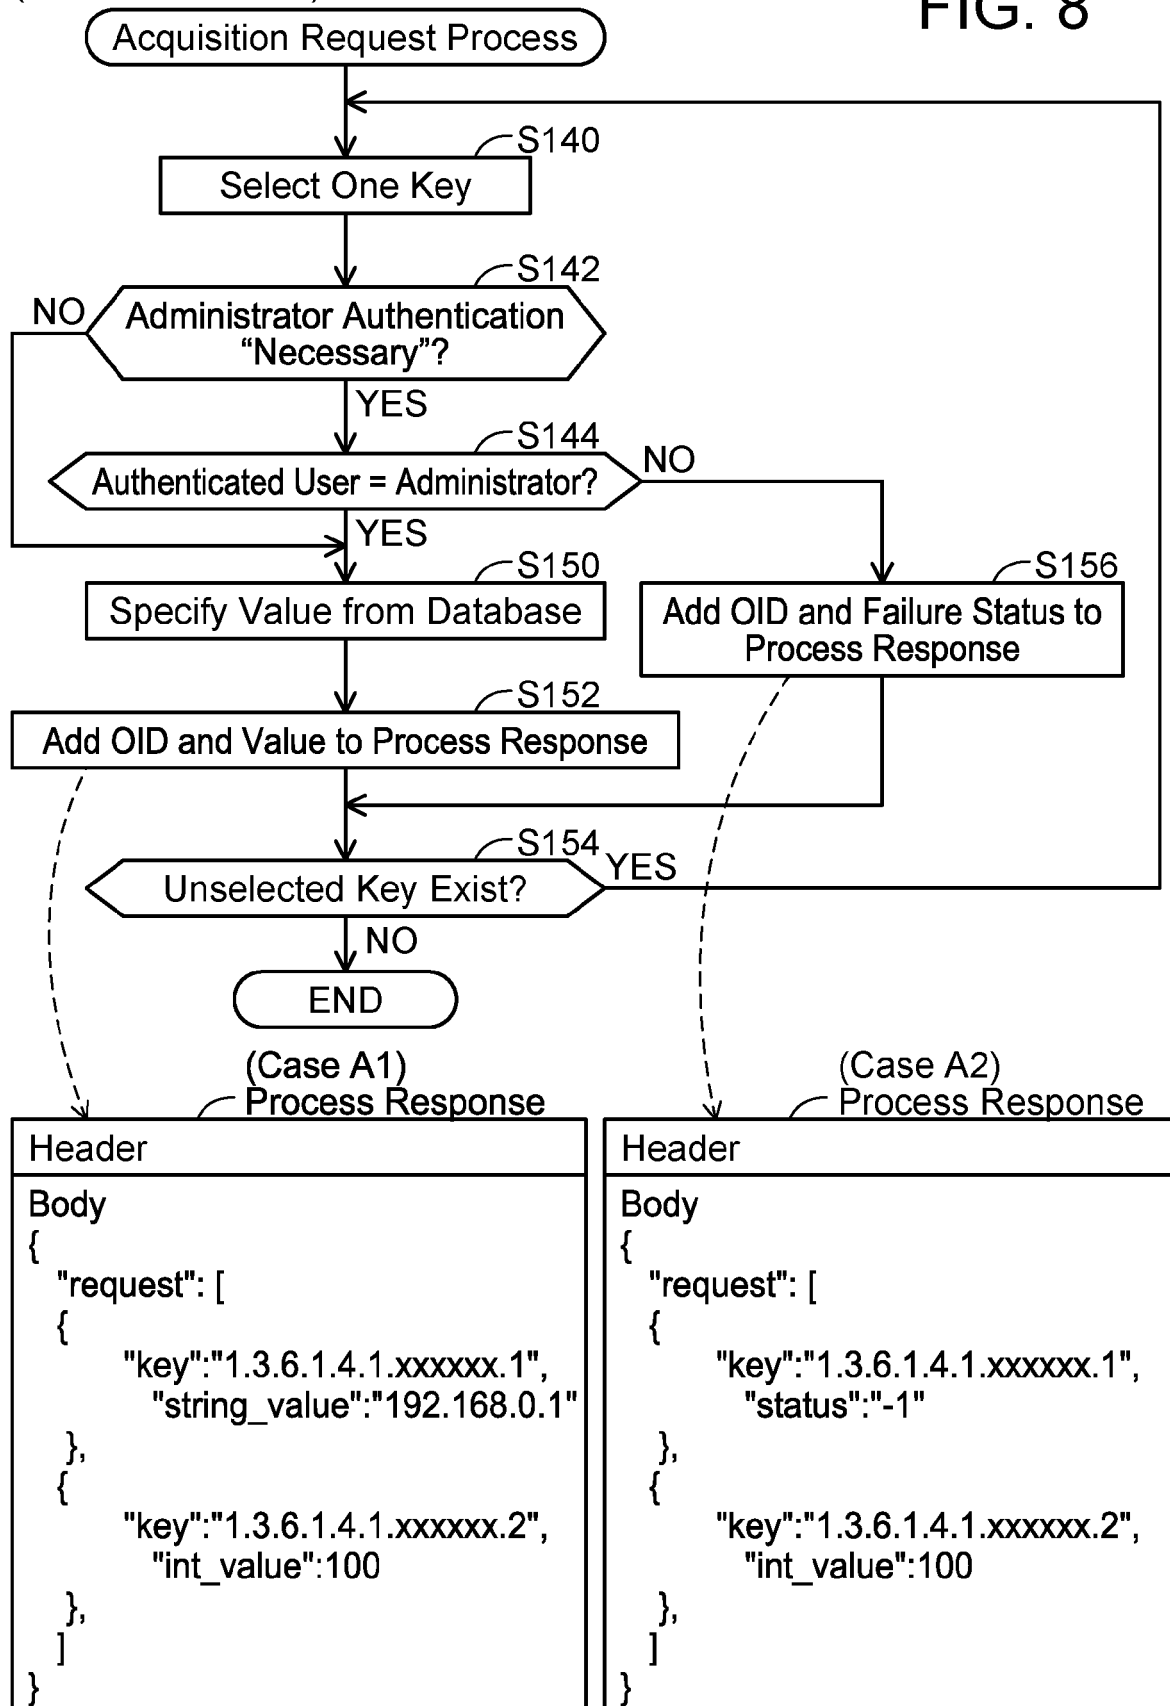 FIG. 8
Acquisition Request Process
S140
Select One Key
S142
NO
Administrator Authentication
“Necessary”?
YES
S144
Authenticated User = Administrator?
NO
YES
S150
Specify Value from Database
S156
Add OID and Failure Status to
Process Response
S152
Add OID and Value to Process Response
S154
Unselected Key Exist?
YES
NO
END
(Case A1)
Process Response
Header
Body
{
"request": [
{
"key":"1.3.6.1.4.1.xxxxxx.1",
"string_value":"192.168.0.1"
},
{
"key":"1.3.6.1.4.1.xxxxxx.2",
"int_value":100
},
]
}
(Case A2)
Process Response
Header
Body
{
"request": [
{
"key":"1.3.6.1.4.1.xxxxxx.1",
"status":"-1"
},
{
"key":"1.3.6.1.4.1.xxxxxx.2",
"int_value":100
},
]
}